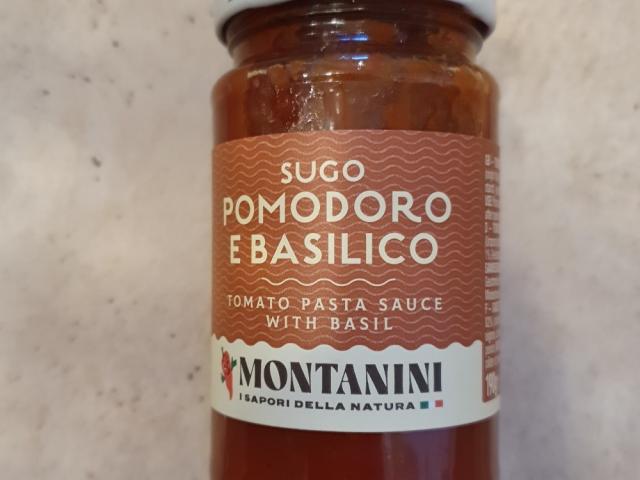 SUGO
POMODORO
E BASILICO
TOMATO PASTA SAUCE
WITH BASIL
MONTANINI
I SAPORI DELLA NATURA